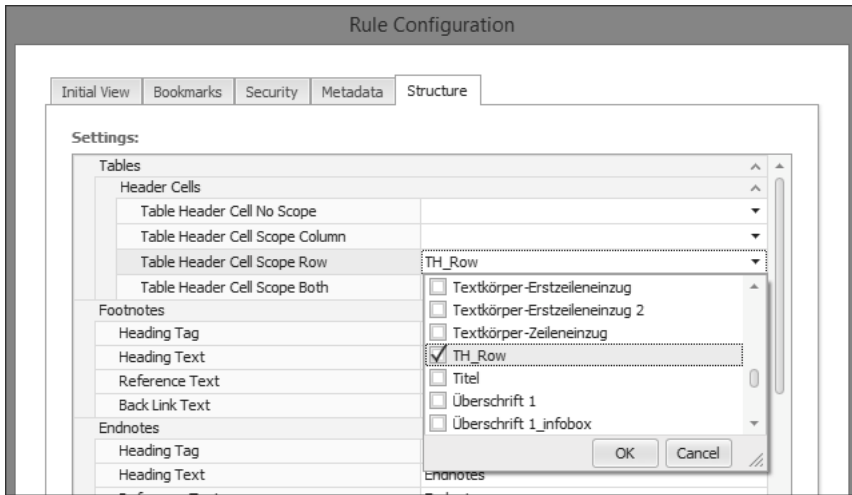 Rule Configuration
Initial View Bookmarks Security Metadata Structure
Settings:
Tables
Header Cells
Table Header Cell No Scope
Table Header Cell Scope Column
Table Header Cell Scope Row TH_Row
Table Header Cell Scope Both Textkörper-Erstzeileneinzug
Footnotes Textkörper-Erstzeileneinzug 2
Heading Tag Textkörper-Zeileneinzug
Heading Text TH_Row
Reference Text Titel
Back Link Text Überschrift 1
Endnotes Überschrift 1_infobox
Heading Tag OK Cancel
Heading Text Endnotes